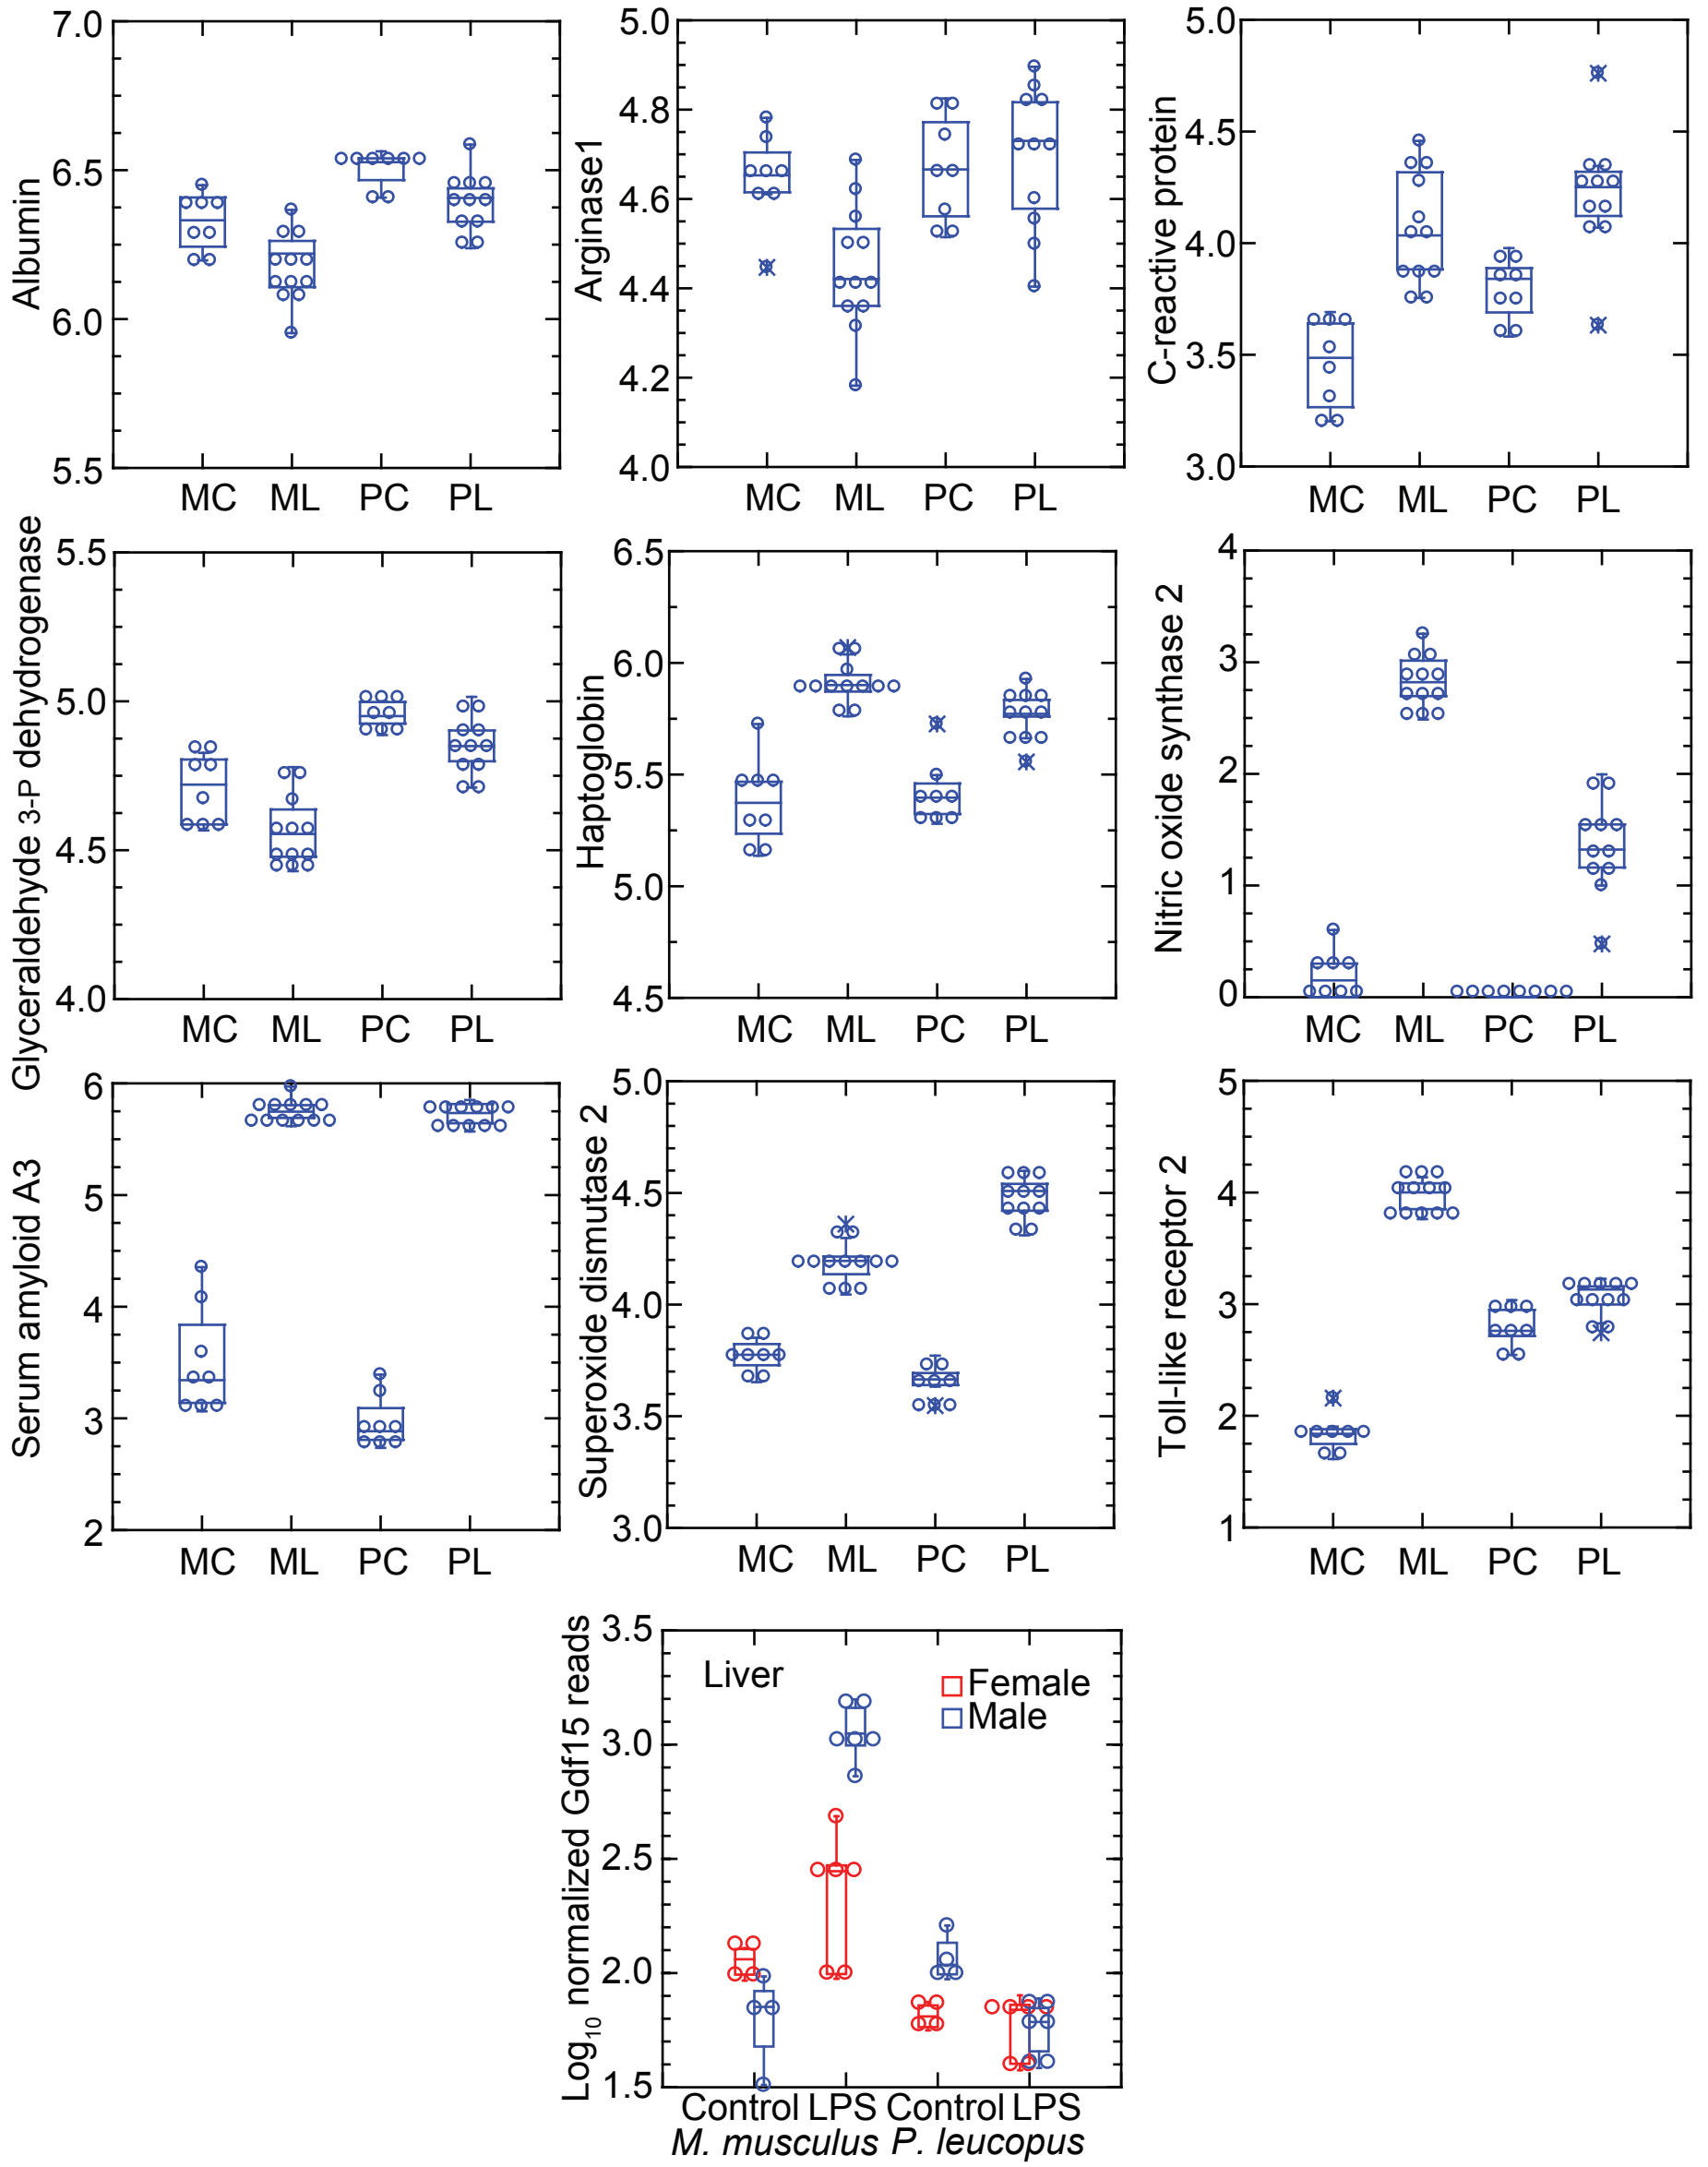 Albumin
7.0
6.5
6.0
5.5
MC ML PC PL
Arginase1
5.0
4.8
4.6
4.4
4.2
4.0
MC ML PC PL
C-reactive protein
5.0
4.5
4.0
3.5
3.0
MC ML PC PL
Glyceraldehyde 3-P dehydrogenase
5.5
5.0
4.5
4.0
MC ML PC PL
Haptoglobin
6.5
6.0
5.5
5.0
4.5
MC ML PC PL
Nitric oxide synthase 2
4
3
2
1
0
MC ML PC PL
Serum amyloid A3
6
5
4
3
2
MC ML PC PL
Superoxide dismutase 2
5.0
4.5
4.0
3.5
3.0
MC ML PC PL
Toll-like receptor 2
5
4
3
2
1
MC ML PC PL
Log10 normalized Gdf15 reads
3.5
3.0
2.5
2.0
1.5
Liver
Female
Male
Control LPS Control LPS
M. musculus P. leucopus